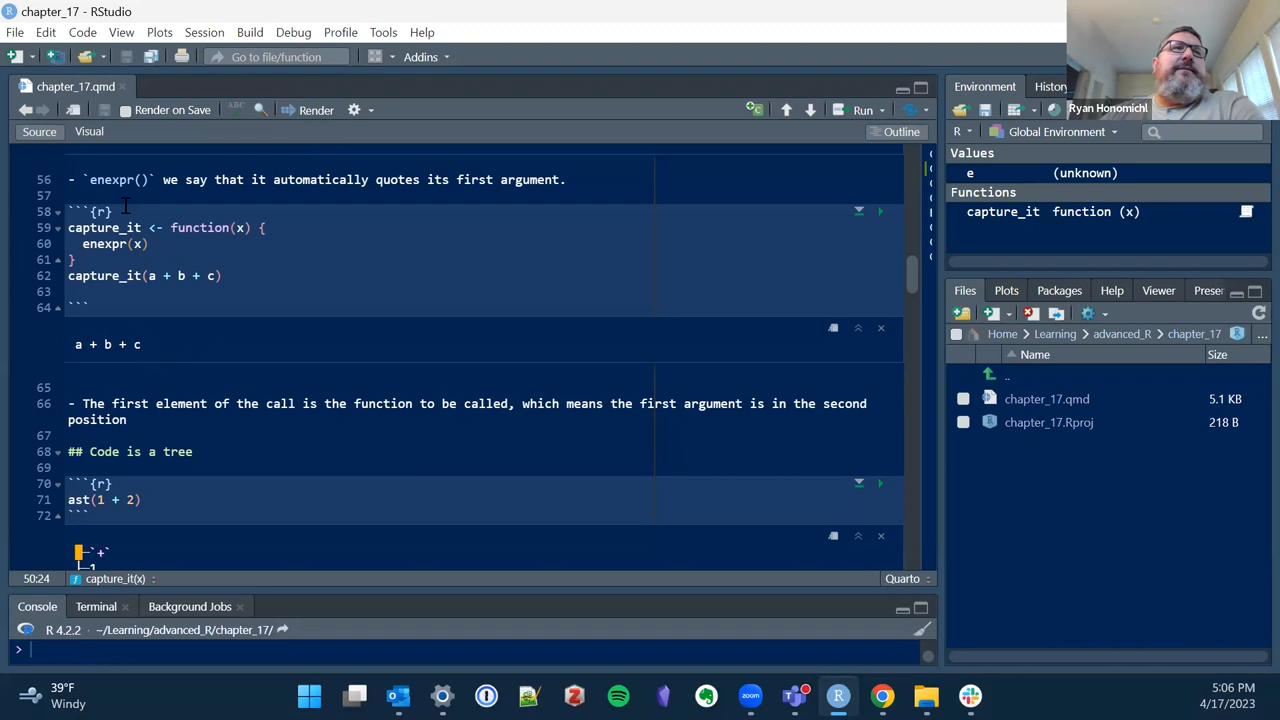 chapter_17 - RStudio
File Edit Code View Plots Session Build Debug Profile Tools Help
Go to file/function Addins
chapter_17.qmd
Render on Save ABC Render Run
Source Visual Outline
56 - `enexpr()` we say that it automatically quotes its first argument.
57
58 ```{r}
59 capture_it <- function(x) {
60 enexpr(x)
61 }
62 capture_it(a + b + c)
63
64 ```
a + b + c
65
66 - The first element of the call is the function to be called, which means the first argument is in the second
position
67
68 ## Code is a tree
69
70 ```{r}
71 ast(1 + 2)
72 ```
█─`+`
├─1
50:24 capture_it(x) Quarto
Console Terminal Background Jobs
R 4.2.2 · ~/Learning/advanced_R/chapter_17/
>
Environment History
Ryan Honomichl
R Global Environment
Values
e (unknown)
Functions
capture_it function (x)
Files Plots Packages Help Viewer Preser
Home Learning advanced_R chapter_17 ...
Name Size
..
chapter_17.qmd 5.1 KB
chapter_17.Rproj 218 B
39°F
Windy
zoom
5:06 PM
4/17/2023